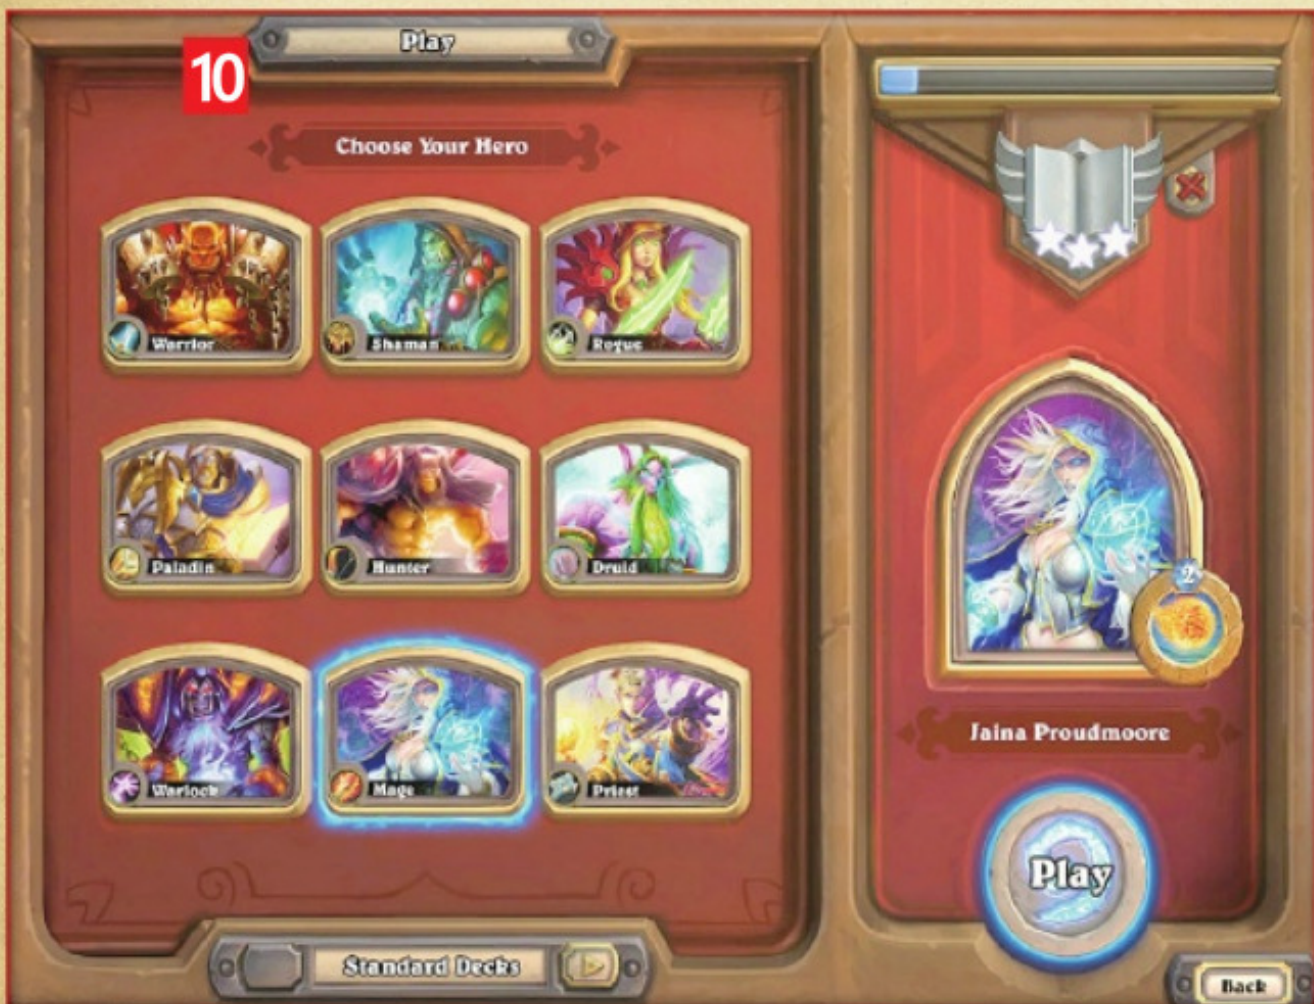 10
Play
Choose Your Hero
Warrior
Shaman
Rogue
Paladin
Hunter
Druid
Warlock
Mage
Priest
Standard Decks
2
Jaina Proudmoore
Play
Back